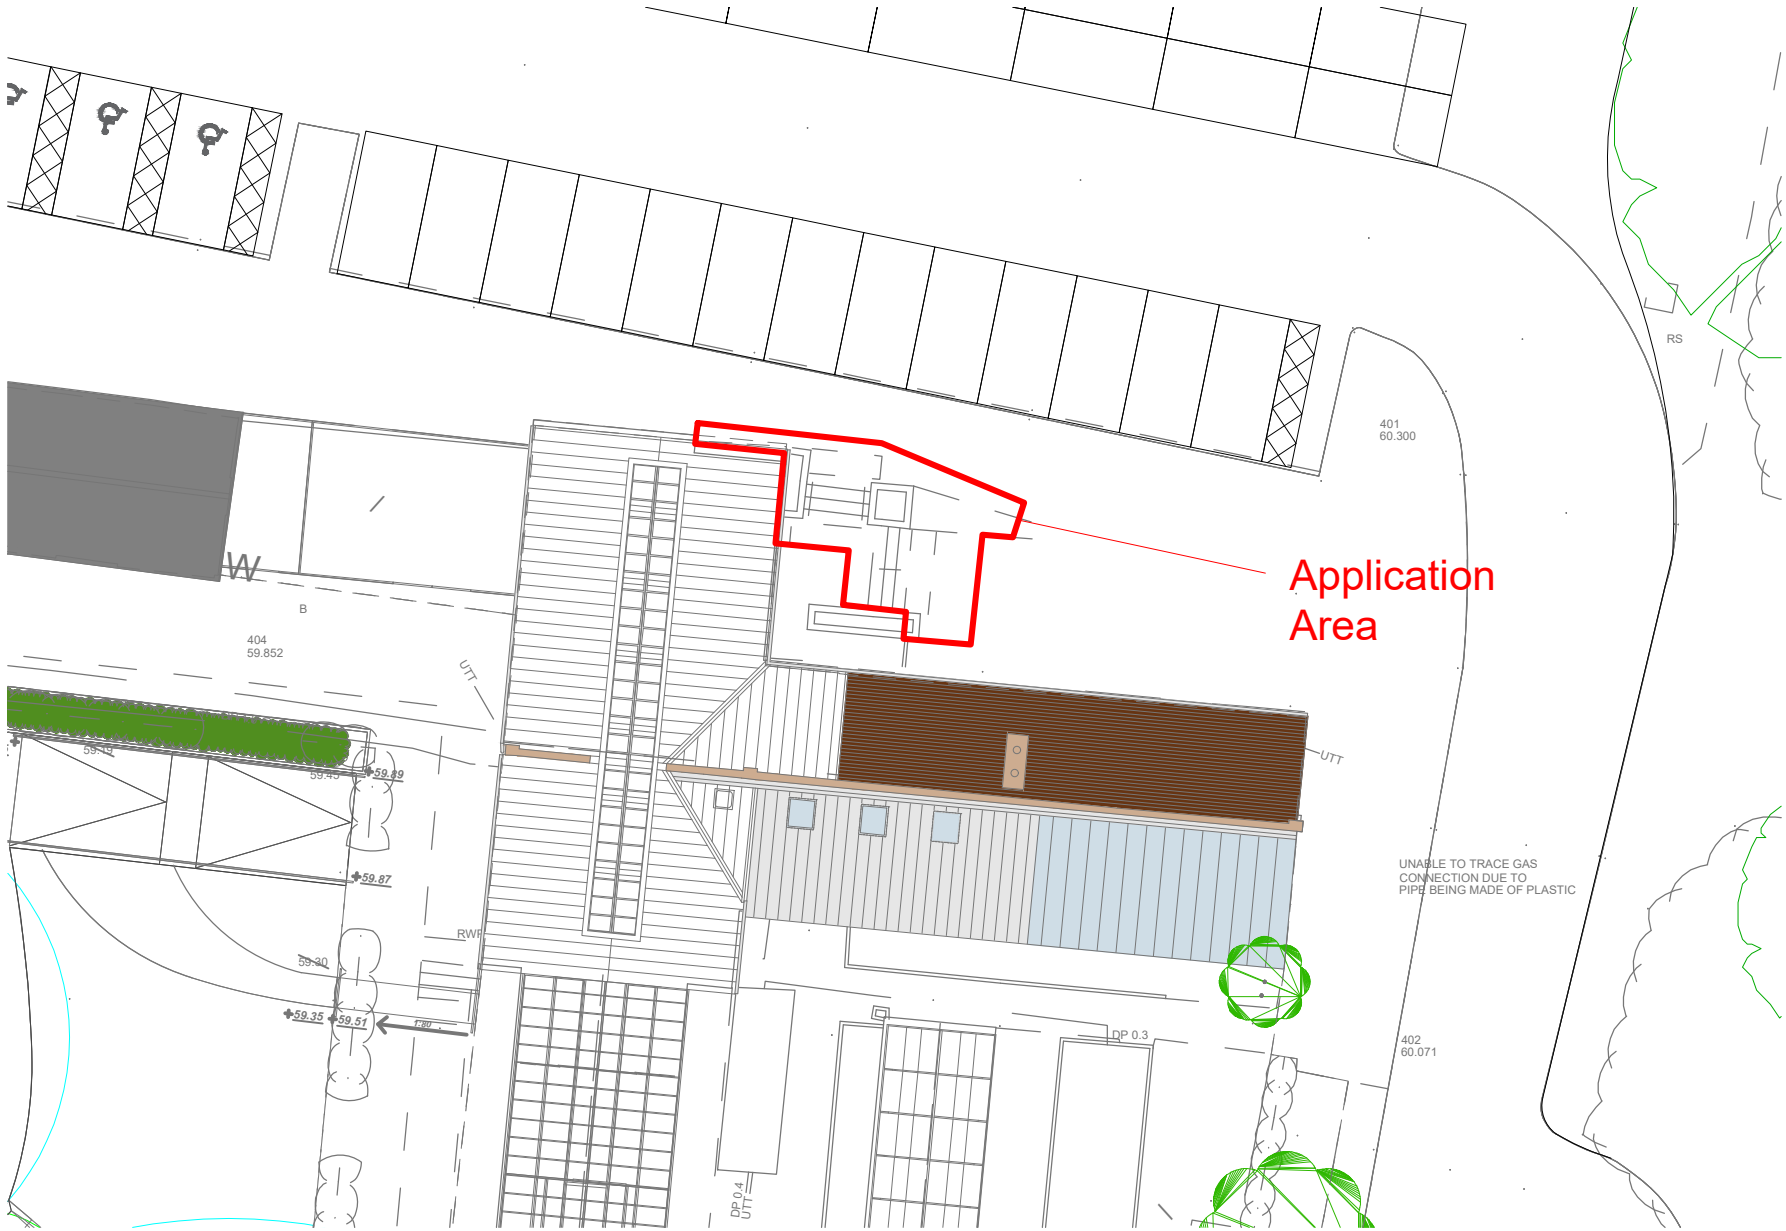 401
60.300
RS
Application
Area
W
B
404
59.852
UTT
UTT
59.19
59.45
+59.89
+59.87
UNABLE TO TRACE GAS
CONNECTION DUE TO
PIPE BEING MADE OF PLASTIC
RWP
59.30
+59.35
+59.51
1:80
DP 0.3
402
60.071
DP 0.4
UTT